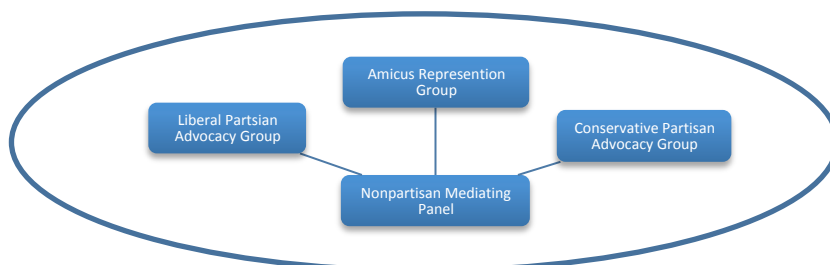 Amicus Represention
Group
Liberal Partsian
Advocacy Group
Conservative Partisan
Advocacy Group
Nonpartisan Mediating
Panel